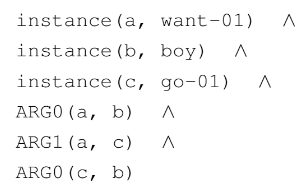 instance(a, want-01) ∧
instance(b, boy) ∧
instance(c, go-01) ∧
ARG0(a, b) ∧
ARG1(a, c) ∧
ARG0(c, b)